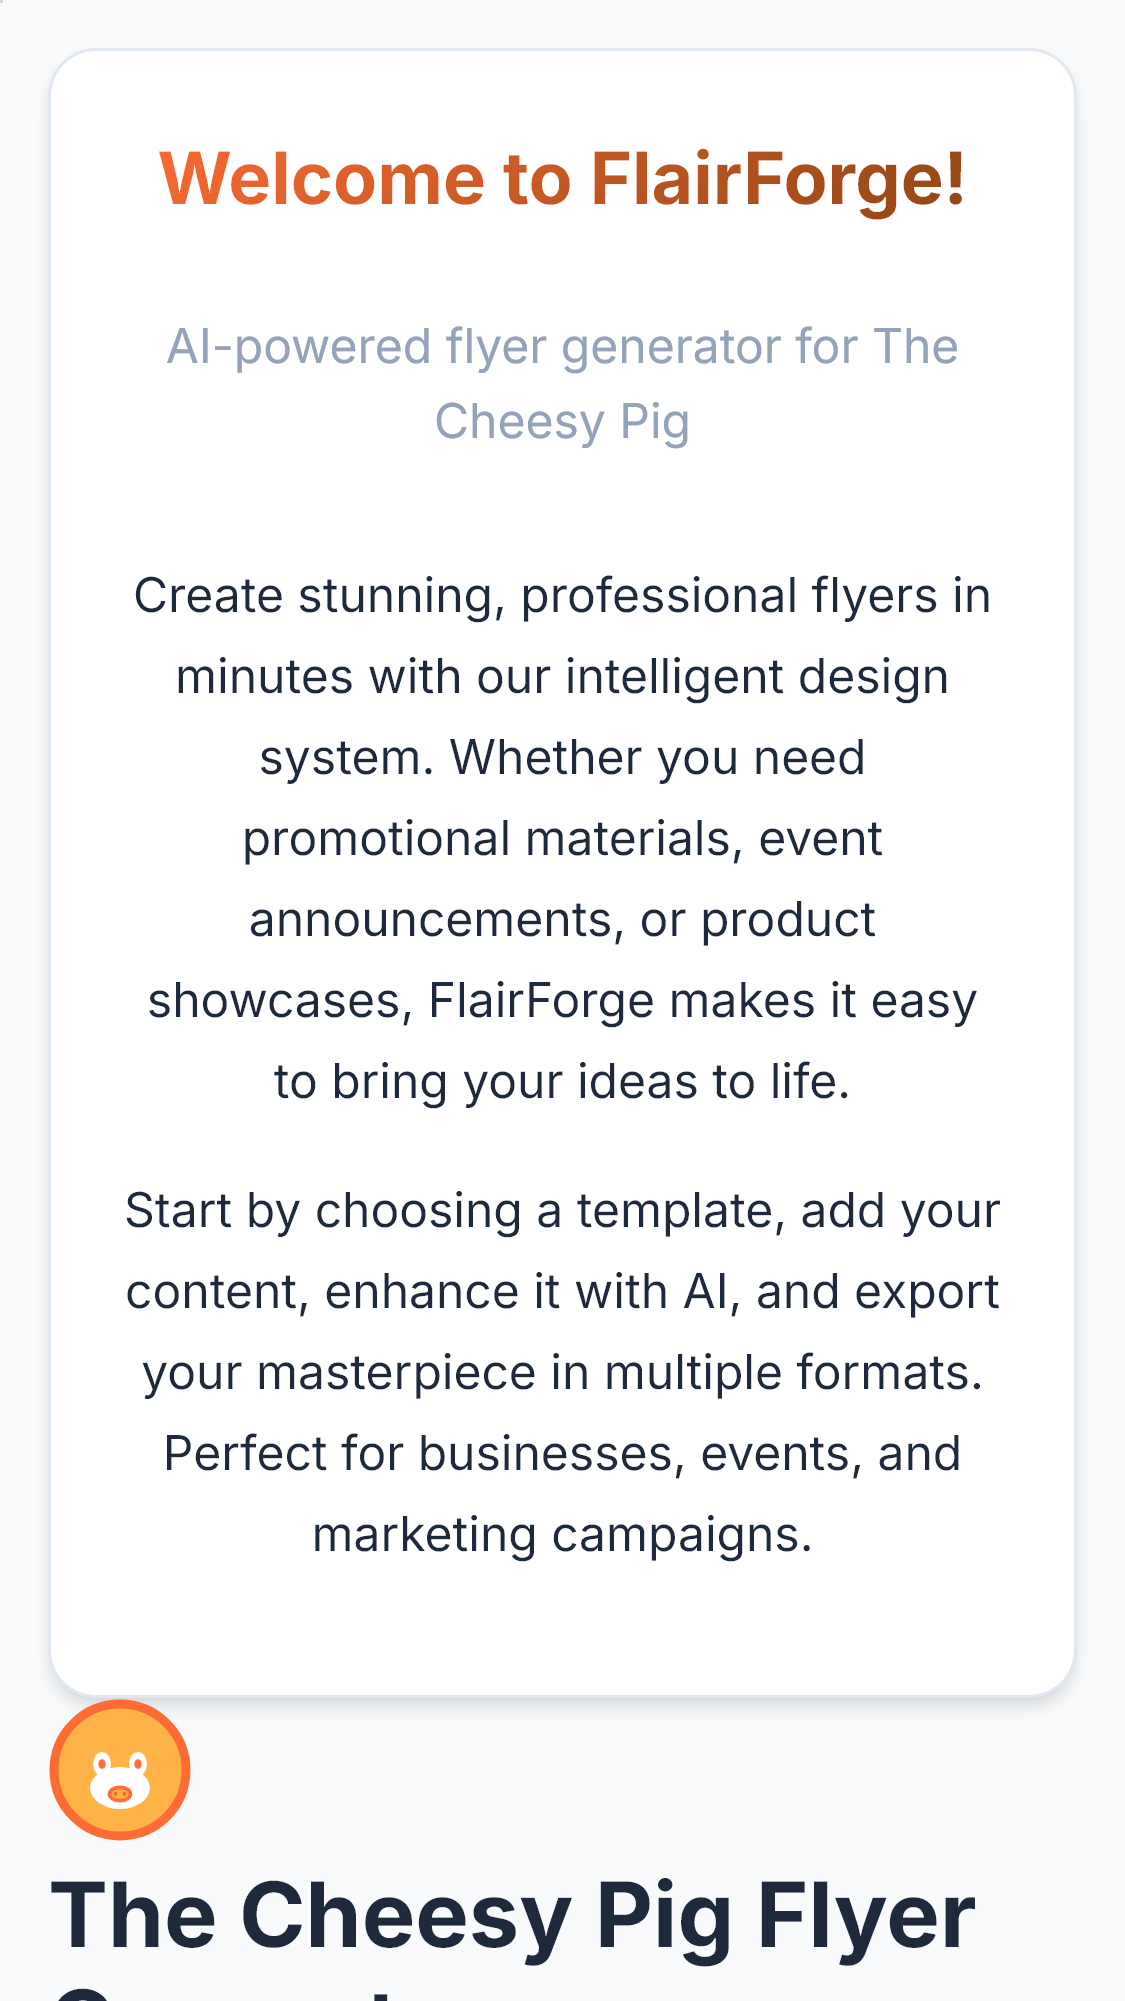 Welcome to FlairForge!
AI-powered flyer generator for The
Cheesy Pig
Create stunning, professional flyers in
minutes with our intelligent design
system. Whether you need
promotional materials, event
announcements, or product
showcases, FlairForge makes it easy
to bring your ideas to life.
Start by choosing a template, add your
content, enhance it with AI, and export
your masterpiece in multiple formats.
Perfect for businesses, events, and
marketing campaigns.
The Cheesy Pig Flyer